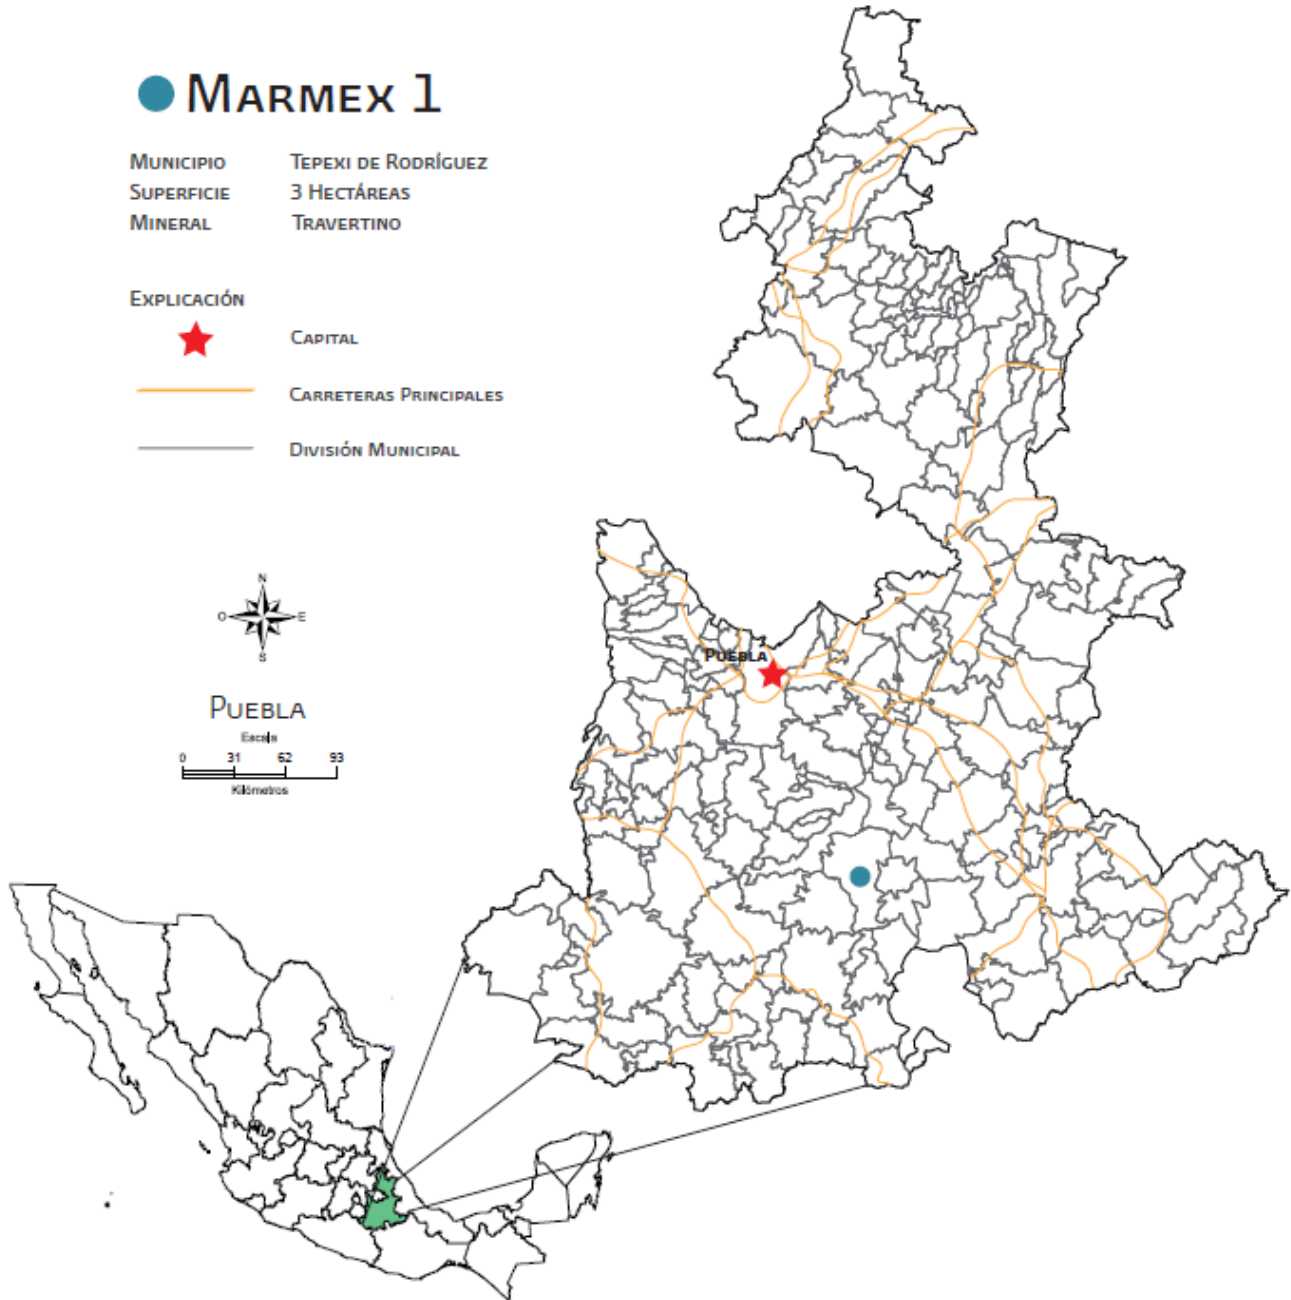 Marmex 1
Municipio Tepexi de Rodríguez
Superficie 3 Hectáreas
Mineral Travertino
Explicación
Capital
Carreteras Principales
División Municipal
N
O E
S
Puebla
Puebla
Escala
0 31 62 93
Kilómetros